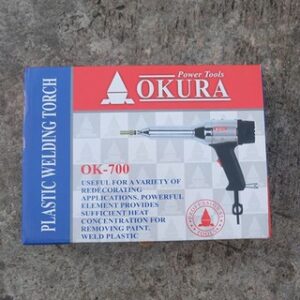 PLASTIC WELDING TORCH
Power Tools
OKURA
OK-700
USEFUL FOR A VARIETY OF
REDECORATING
APPLICATIONS. POWERFUL
ELEMENT PROVIDES
SUFFICIENT HEAT
CONCENTRATION FOR
REMOVING PAINT,
WELD PLASTIC